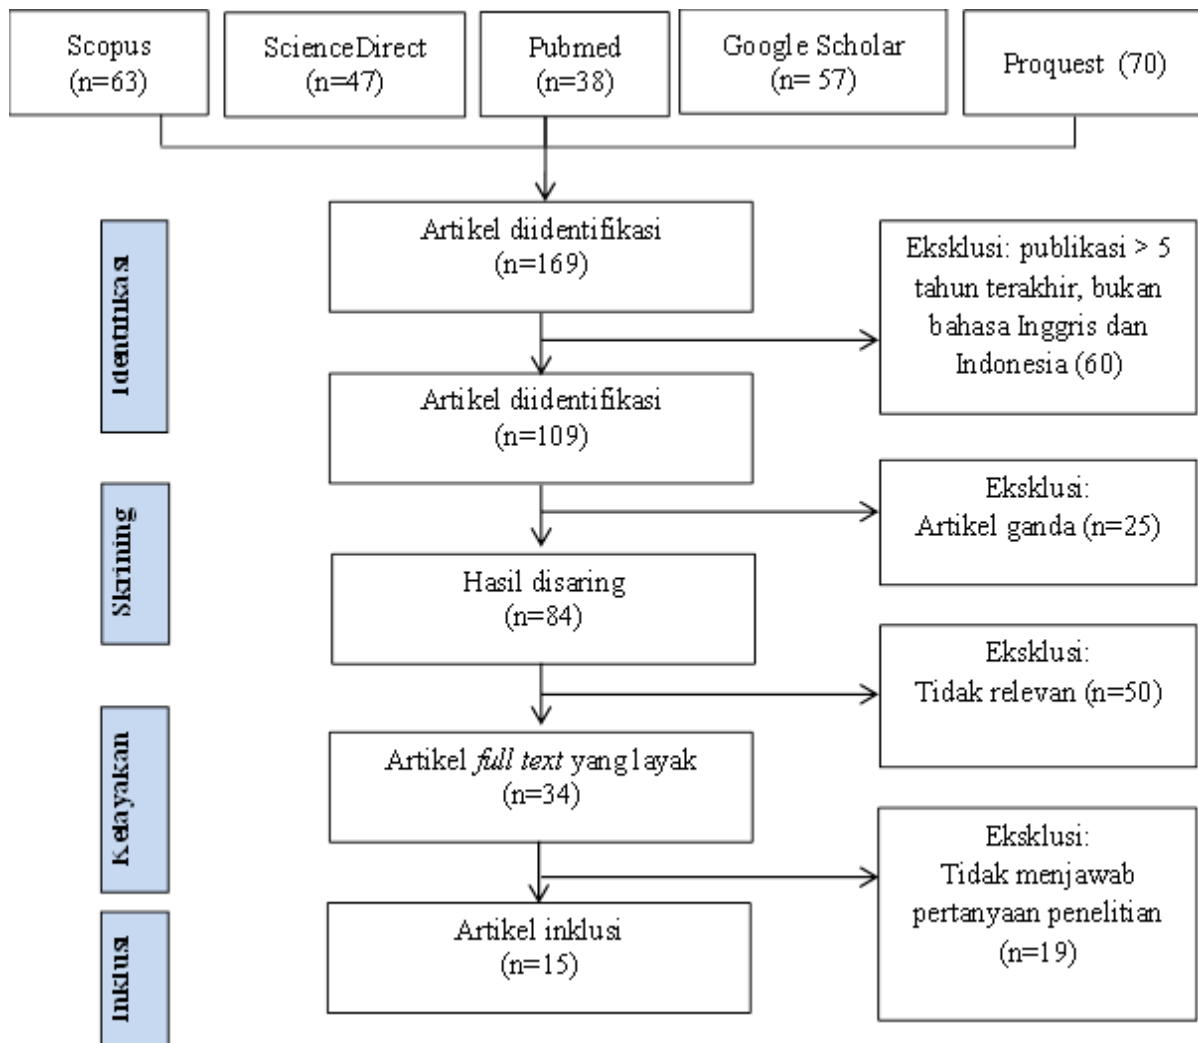 Scopus
(n=63)
ScienceDirect
(n=47)
Pubmed
(n=38)
Google Scholar
(n= 57)
Proquest (70)
Identifikasi
Artikel diidentifikasi
(n=169)
Eksklusi: publikasi > 5
tahun terakhir, bukan
bahasa Inggris dan
Indonesia (60)
Artikel diidentifikasi
(n=109)
Skrining
Eksklusi:
Artikel ganda (n=25)
Hasil disaring
(n=84)
Eksklusi:
Tidak relevan (n=50)
Kelayakan
Artikel full text yang layak
(n=34)
Eksklusi:
Tidak menjawab
pertanyaan penelitian
(n=19)
Inklusi
Artikel inklusi
(n=15)